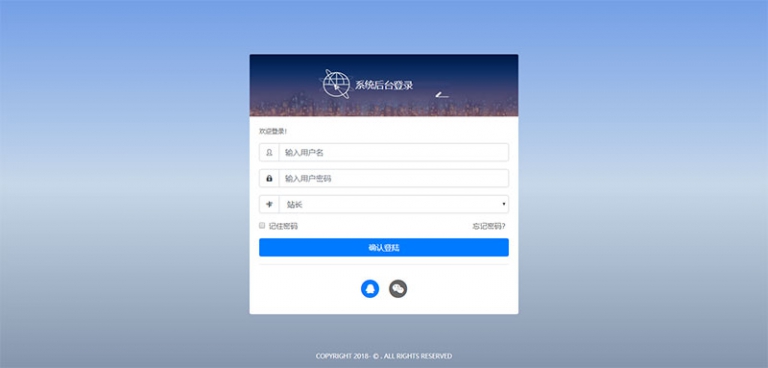 系统后台登录
欢迎登录!
输入用户名
输入用户密码
站长
记住密码 忘记密码?
确认登陆
COPYRIGHT 2018- © . ALL RIGHTS RESERVED